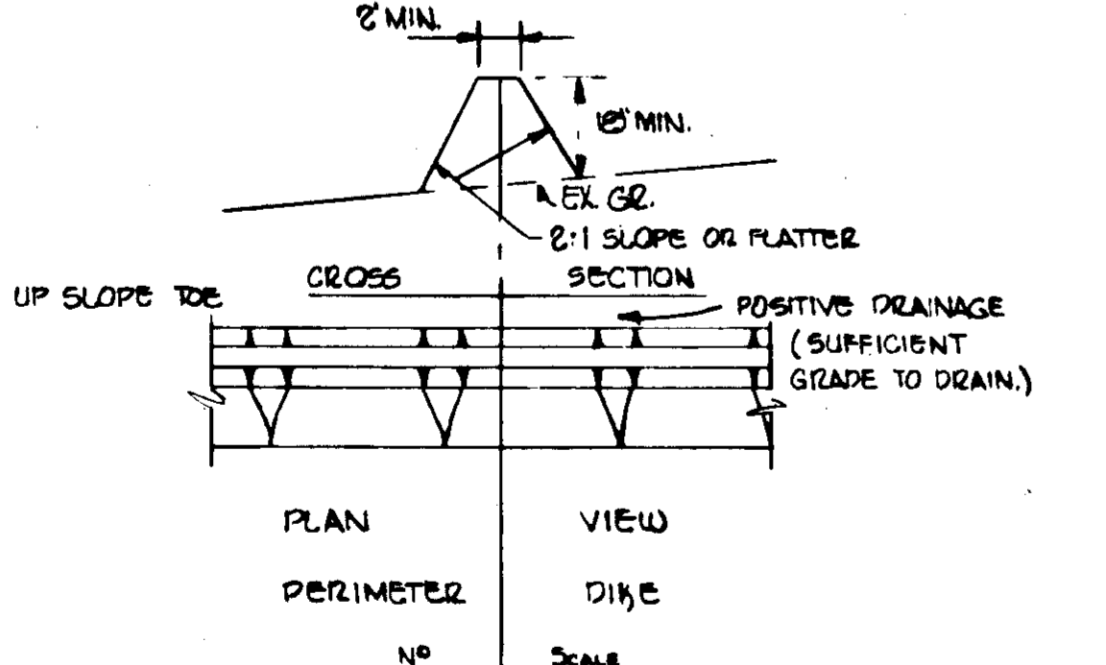 2' MIN.
18" MIN.
EX. GR.
2:1 SLOPE OR FLATTER
CROSS SECTION
UP SLOPE TOE
POSITIVE DRAINAGE
(SUFFICIENT
GRADE TO DRAIN.)
PLAN VIEW
PERIMETER DIKE
No SCALE